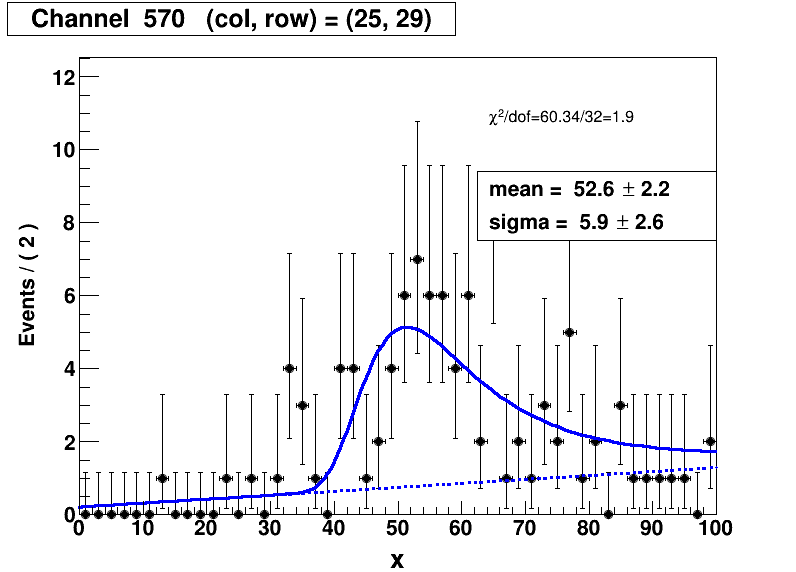 Channel  570   (col, row) = (25, 29)
χ²/dof=60.34/32=1.9
mean =  52.6 ± 2.2
sigma =  5.9 ± 2.6
Events / ( 2 )
12
10
8
6
4
2
0
0 10 20 30 40 50 60 70 80 90 100
x